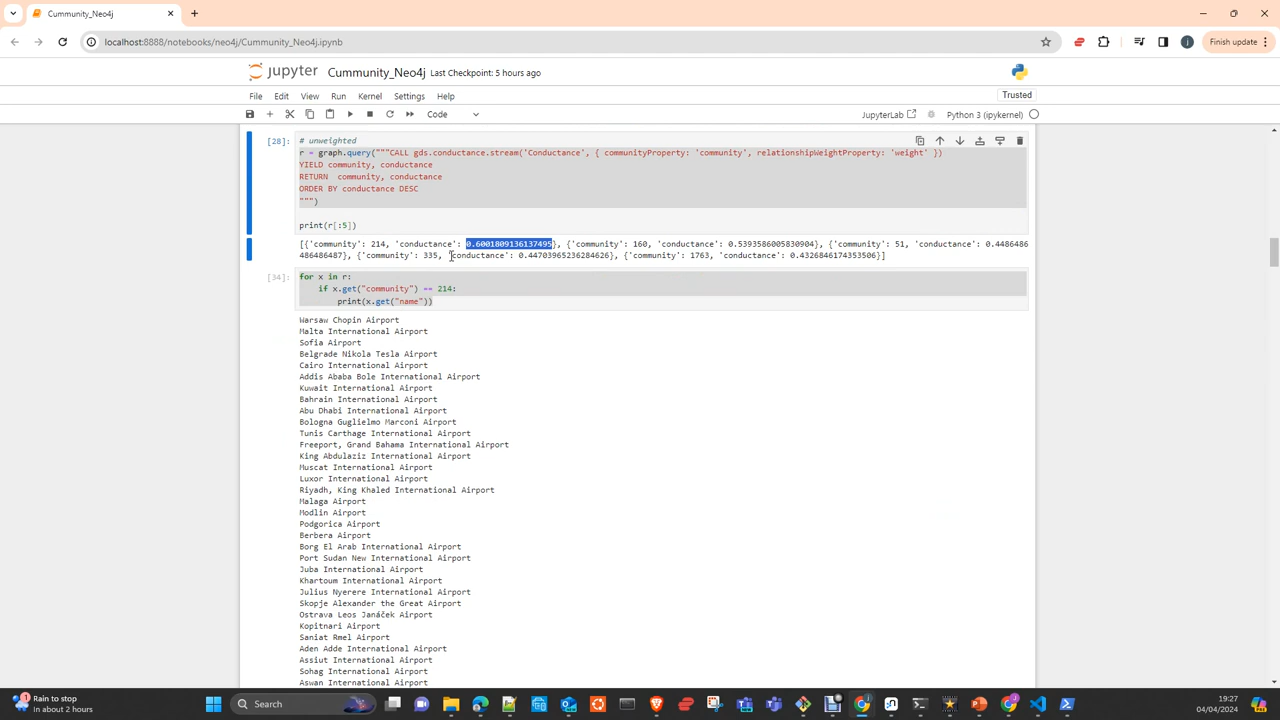 Cummunity_Neo4j
localhost:8888/notebooks/neo4j/Cummunity_Neo4j.ipynb
Finish update
jupyter Cummunity_Neo4j Last Checkpoint: 5 hours ago
File Edit View Run Kernel Settings Help
Trusted
Code
JupyterLab
Python 3 (ipykernel)
[28]:
# unweighted
r = graph.query("""CALL gds.conductance.stream('Conductance', { communityProperty: 'community', relationshipWeightProperty: 'weight' })
YIELD community, conductance
RETURN  community, conductance
ORDER BY conductance DESC
""")
print(r[:5])
[{'community': 214, 'conductance': 0.6001809136137495}, {'community': 160, 'conductance': 0.5393586005830904}, {'community': 51, 'conductance': 0.4486486
486486487}, {'community': 335, 'conductance': 0.44703965236284626}, {'community': 1763, 'conductance': 0.4326846174353506}]
[34]:
for x in r:
if x.get("community") == 214:
print(x.get("name"))
Warsaw Chopin Airport
Malta International Airport
Sofia Airport
Belgrade Nikola Tesla Airport
Cairo International Airport
Addis Ababa Bole International Airport
Kuwait International Airport
Bahrain International Airport
Abu Dhabi International Airport
Bologna Guglielmo Marconi Airport
Tunis Carthage International Airport
Freeport, Grand Bahama International Airport
King Abdulaziz International Airport
Muscat International Airport
Luxor International Airport
Riyadh, King Khaled International Airport
Malaga Airport
Modlin Airport
Podgorica Airport
Berbera Airport
Borg El Arab International Airport
Port Sudan New International Airport
Juba International Airport
Khartoum International Airport
Julius Nyerere International Airport
Skopje Alexander the Great Airport
Ostrava Leos Janáček Airport
Kopitnari Airport
Saniat Rmel Airport
Aden Adde International Airport
Assiut International Airport
Sohag International Airport
Aswan International Airport
Rain to stop
In about 2 hours
Search
19:27
04/04/2024